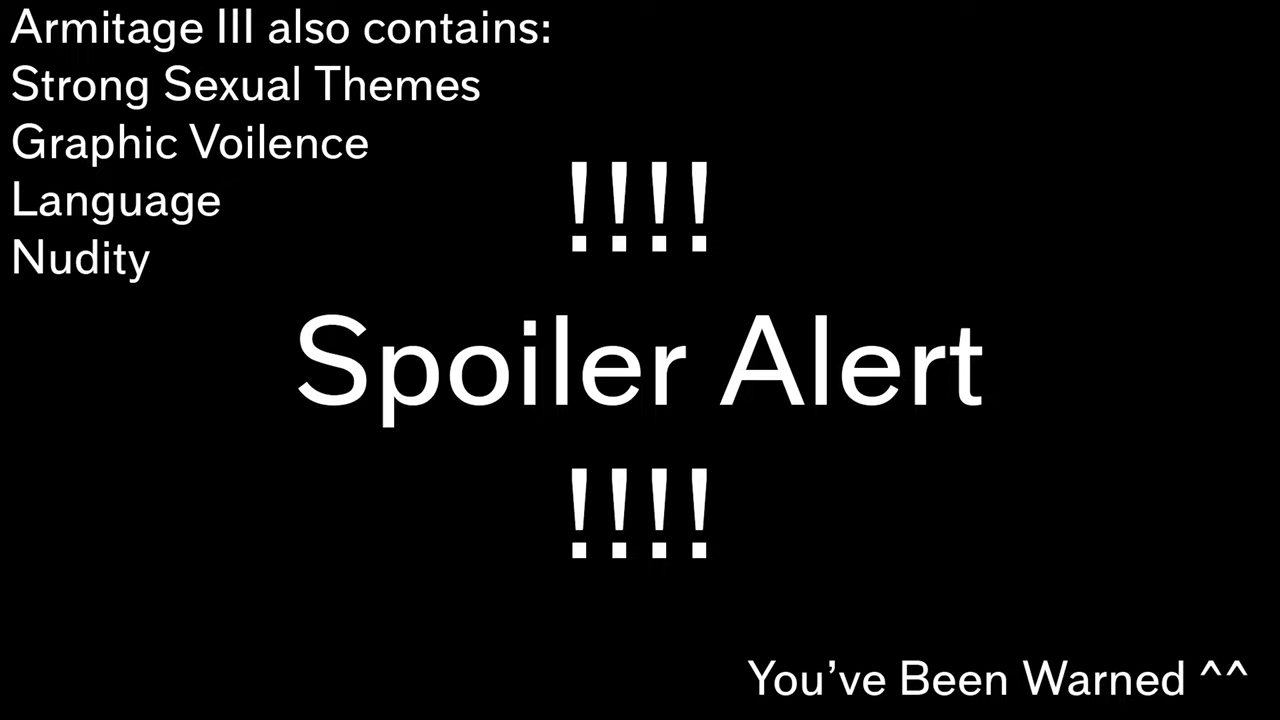 Armitage III also contains:
Strong Sexual Themes
Graphic Voilence
Language
Nudity
!!!!
Spoiler Alert
!!!!
You’ve Been Warned ^^